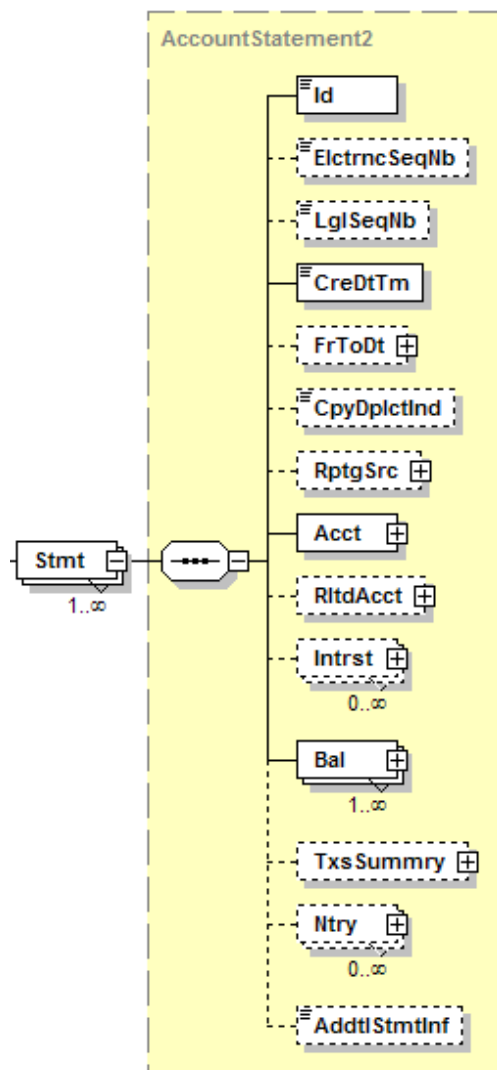 AccountStatement2
Id
ElctrncSeqNb
LglSeqNb
CreDtTm
FrToDt
CpyDplctInd
RptgSrc
Stmt
1..∞
Acct
RltdAcct
Intrst
0..∞
Bal
1..∞
TxsSummry
Ntry
0..∞
AddtlStmtInf